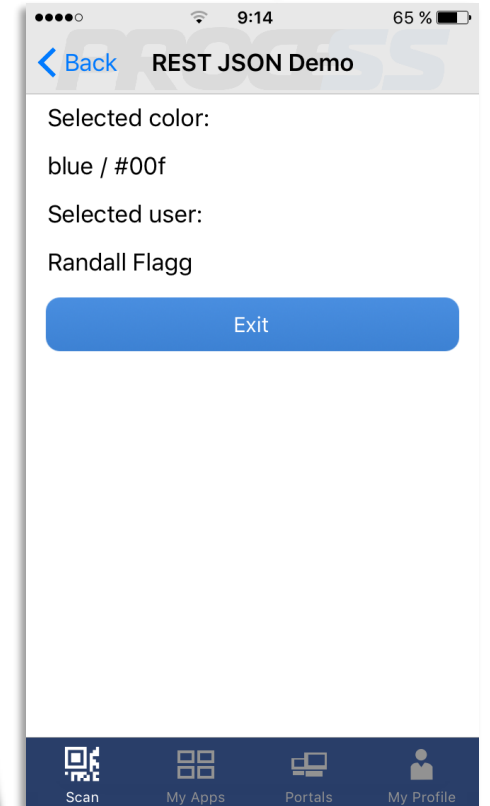 9:14 65 %
PROCESS
Back REST JSON Demo
Selected color:
blue / #00f
Selected user:
Randall Flagg
Exit
Scan My Apps Portals My Profile